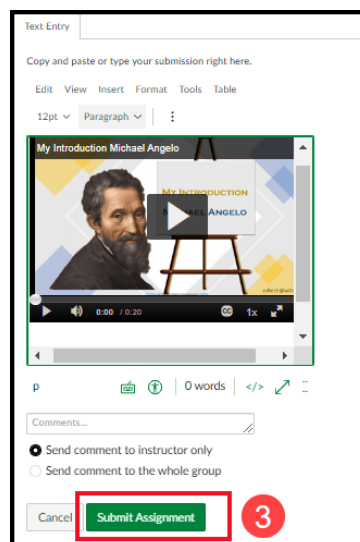 Text Entry
Copy and paste or type your submission right here.
Edit View Insert Format Tools Table
12pt Paragraph
My Introduction Michael Angelo
MY INTRODUCTION
ANGELO
0:00 / 0:20 CC 1x
p 0 words </>
Comments...
Send comment to instructor only
Send comment to the whole group
Cancel Submit Assignment 3